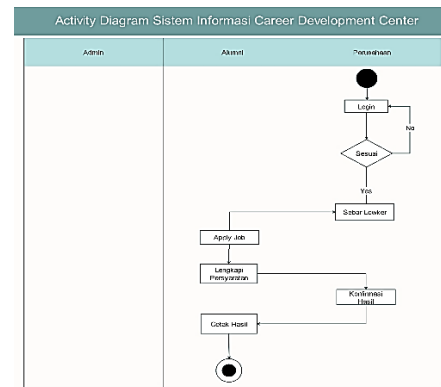 Activity Diagram Sistem Informasi Career Development Center
Admin
Alumni
Perusahaan
Login
No
Sesuai
Yes
Sebar Lowker
Apply Job
Lengkapi
Persyaratan
Konfirmasi
Hasil
Cetak Hasil